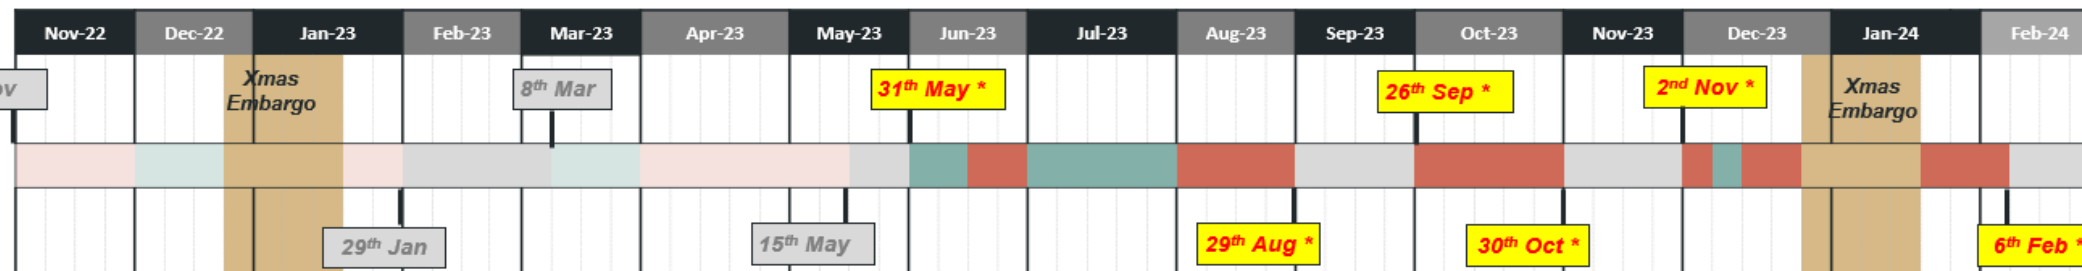 Nov-22 Dec-22 Jan-23 Feb-23 Mar-23 Apr-23 May-23 Jun-23 Jul-23 Aug-23 Sep-23 Oct-23 Nov-23 Dec-23 Jan-24 Feb-24
ov
Xmas
Embargo
8th Mar
31th May *
26th Sep *
2nd Nov *
Xmas
Embargo
29th Jan
15th May
29th Aug *
30th Oct *
6th Feb *